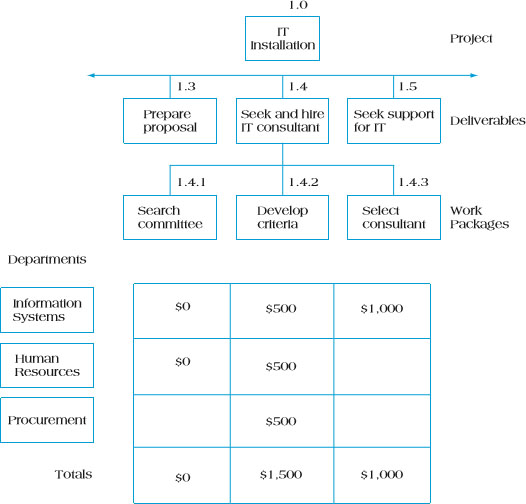 1.0
IT
Installation
Project
1.3
1.4
1.5
Prepare
proposal
Seek and hire
IT consultant
Seek support
for IT
Deliverables
1.4.1
1.4.2
1.4.3
Search
committee
Develop
criteria
Select
consultant
Work
Packages
Departments
Information
Systems
$0
$500
$1,000
Human
Resources
$0
$500
Procurement
$500
Totals
$0
$1,500
$1,000